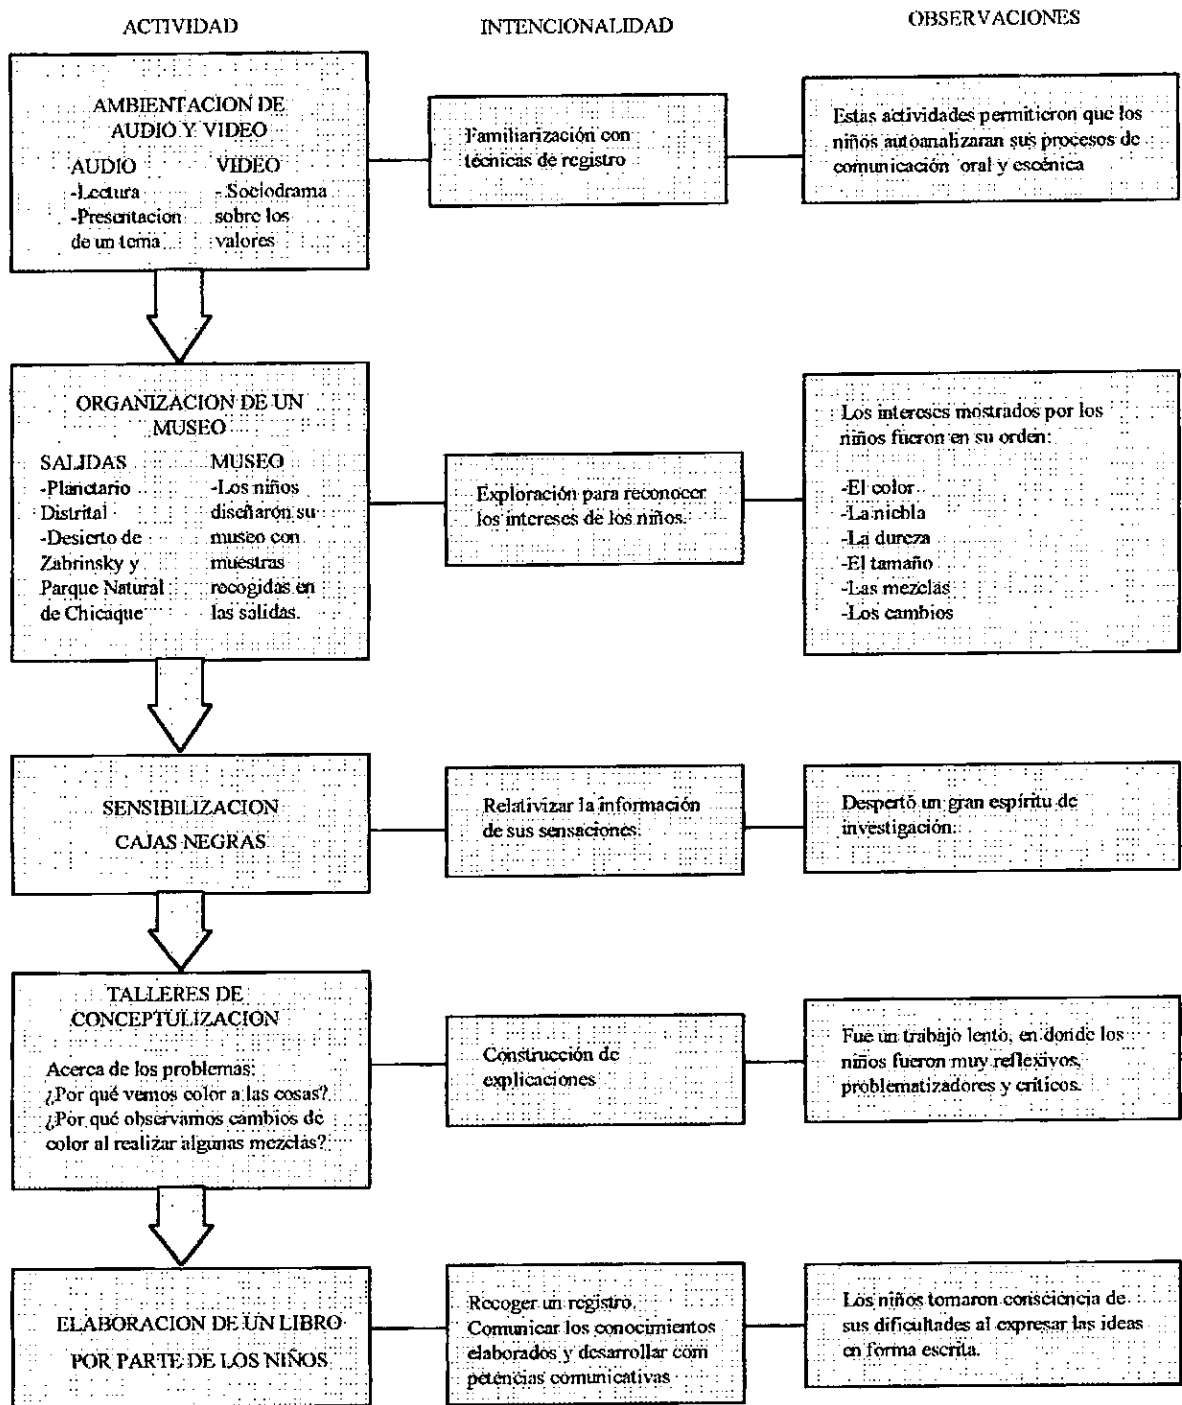 ACTIVIDAD
INTENCIONALIDAD
OBSERVACIONES
AMBIENTACION DE
AUDIO Y VIDEO
AUDIO
-Lectura
-Presentacion
de un tema
VIDEO
- Sociodrama
sobre los
valores
Familiarización con
técnicas de registro
Estas actividades permitieron que los
niños autoanalizaran sus procesos de
comunicación oral y escénica
ORGANIZACION DE UN
MUSEO
SALIDAS
-Planetario
Distrital
-Desierto de
Zabrinsky y
Parque Natural
de Chicaque
MUSEO
-Los niños
diseñarón su
museo con
muestras
recogidas en
las salidas.
Exploración para reconocer
los intereses de los niños.
Los intereses mostrados por los
niños fueron en su orden:
-El color
-La niebla
-La dureza
-El tamaño
-Las mezclas
-Los cambios
SENSIBILIZACION
CAJAS NEGRAS
Relativizar la información
de sus sensaciones.
Despertó un gran espíritu de
investigación.
TALLERES DE
CONCEPTULIZACION
Acerca de los problemas:
¿Por qué vemos color a las cosas?
¿Por qué observamos cambios de
color al realizar algunas mezclas?
Construcción de
explicaciones
Fue un trabajo lento, en donde los
niños fueron muy reflexivos,
problematizadores y críticos.
ELABORACION DE UN LIBRO
POR PARTE DE LOS NIÑOS
Recoger un registro.
Comunicar los conocimientos
elaborados y desarrollar com
petencias comunicativas
Los niños tomaron consciencia de
sus dificultades al expresar las ideas
en forma escrita.